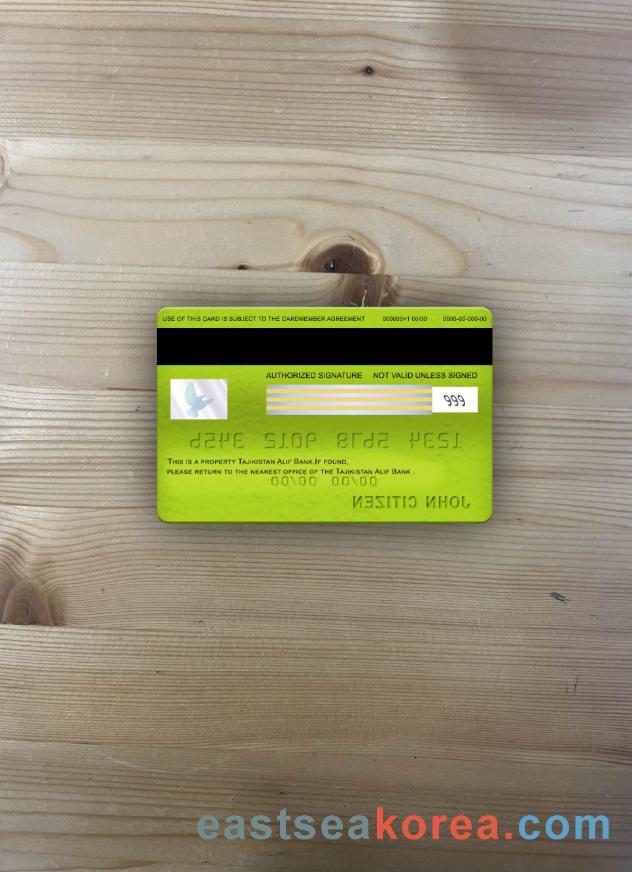 USE OF THIS CARD IS SUBJECT TO THE CARDMEMBER AGREEMENT 000000+1 00/00 0000-00-000-00
AUTHORIZED SIGNATURE NOT VALID UNLESS SIGNED
999
1234 5678 9012 3456
THIS IS A PROPERTY TAJIKISTAN ALIF BANK.IF FOUND,
PLEASE RETURN TO THE NEAREST OFFICE OF THE TAJIKISTAN ALIF BANK .
00/00 00/00
JOHN CITIZEN
eastseakorea.com